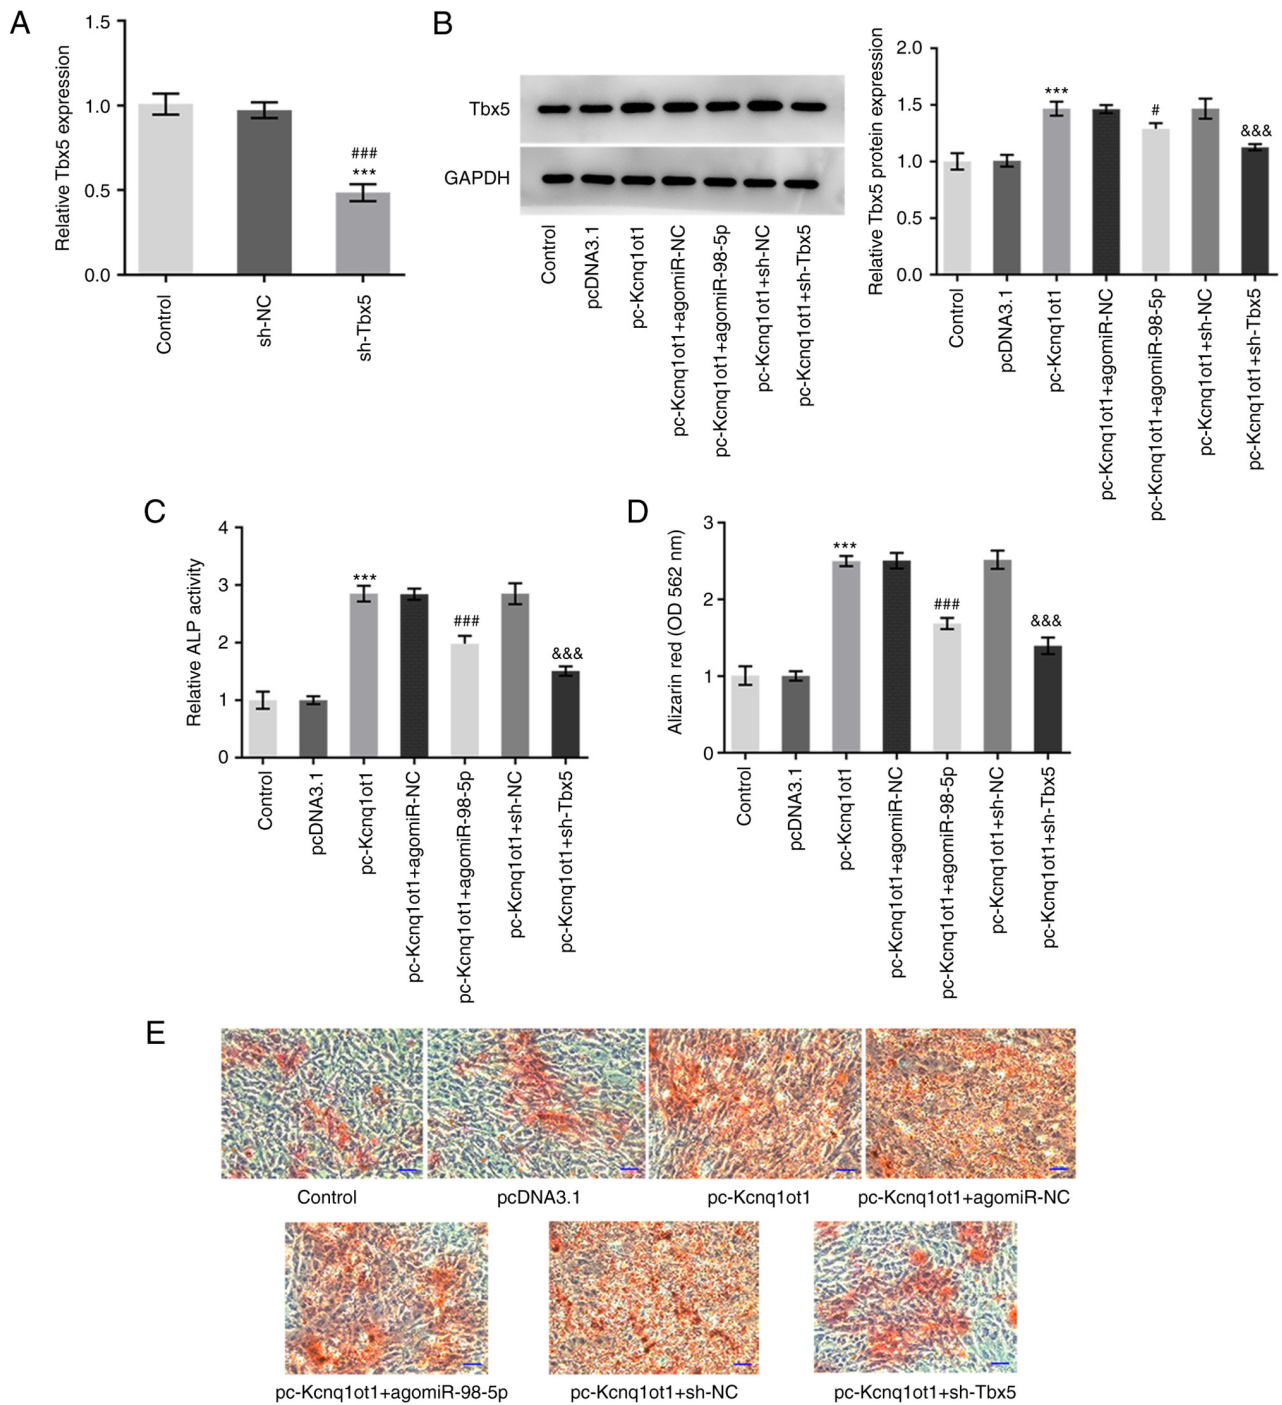 A
Relative Tbx5 expression
1.5
1.0
0.5
0.0
###
***
Control
sh-NC
sh-Tbx5
B
Tbx5
GAPDH
Control
pcDNA3.1
pc-Kcnq1ot1
pc-Kcnq1ot1+agomiR-NC
pc-Kcnq1ot1+agomiR-98-5p
pc-Kcnq1ot1+sh-NC
pc-Kcnq1ot1+sh-Tbx5
Relative Tbx5 protein expression
2.0
1.5
1.0
0.5
0.0
***
#
&&&
Control
pcDNA3.1
pc-Kcnq1ot1
pc-Kcnq1ot1+agomiR-NC
pc-Kcnq1ot1+agomiR-98-5p
pc-Kcnq1ot1+sh-NC
pc-Kcnq1ot1+sh-Tbx5
C
Relative ALP activity
4
3
2
1
0
***
###
&&&
Control
pcDNA3.1
pc-Kcnq1ot1
pc-Kcnq1ot1+agomiR-NC
pc-Kcnq1ot1+agomiR-98-5p
pc-Kcnq1ot1+sh-NC
pc-Kcnq1ot1+sh-Tbx5
D
Alizarin red (OD 562 nm)
3
2
1
0
***
###
&&&
Control
pcDNA3.1
pc-Kcnq1ot1
pc-Kcnq1ot1+agomiR-NC
pc-Kcnq1ot1+agomiR-98-5p
pc-Kcnq1ot1+sh-NC
pc-Kcnq1ot1+sh-Tbx5
E
Control
pcDNA3.1
pc-Kcnq1ot1
pc-Kcnq1ot1+agomiR-NC
pc-Kcnq1ot1+agomiR-98-5p
pc-Kcnq1ot1+sh-NC
pc-Kcnq1ot1+sh-Tbx5